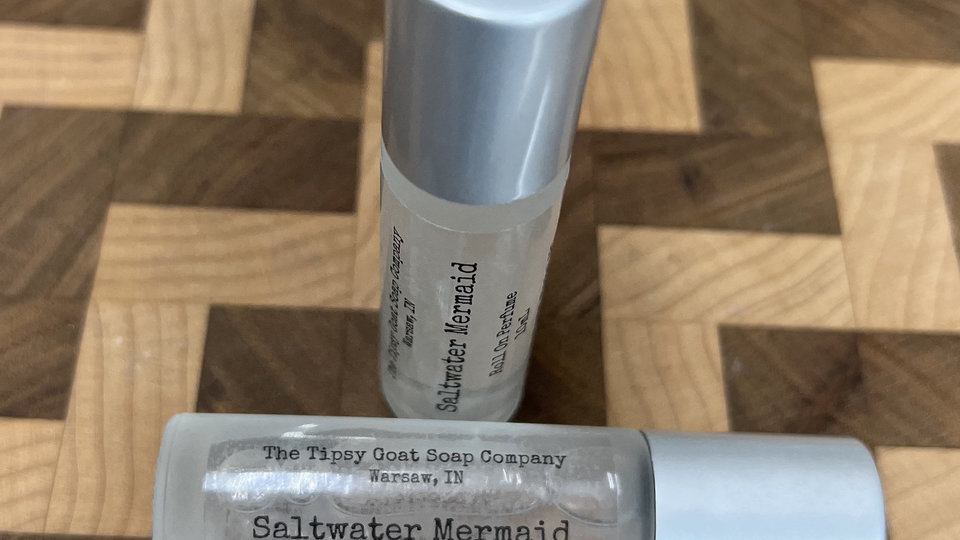 The Tipsy Goat Soap Company
Warsaw, IN
Saltwater Mermaid
Roll On Perfume
10mL
The Tipsy Goat Soap Company
Warsaw, IN
Saltwater Mermaid